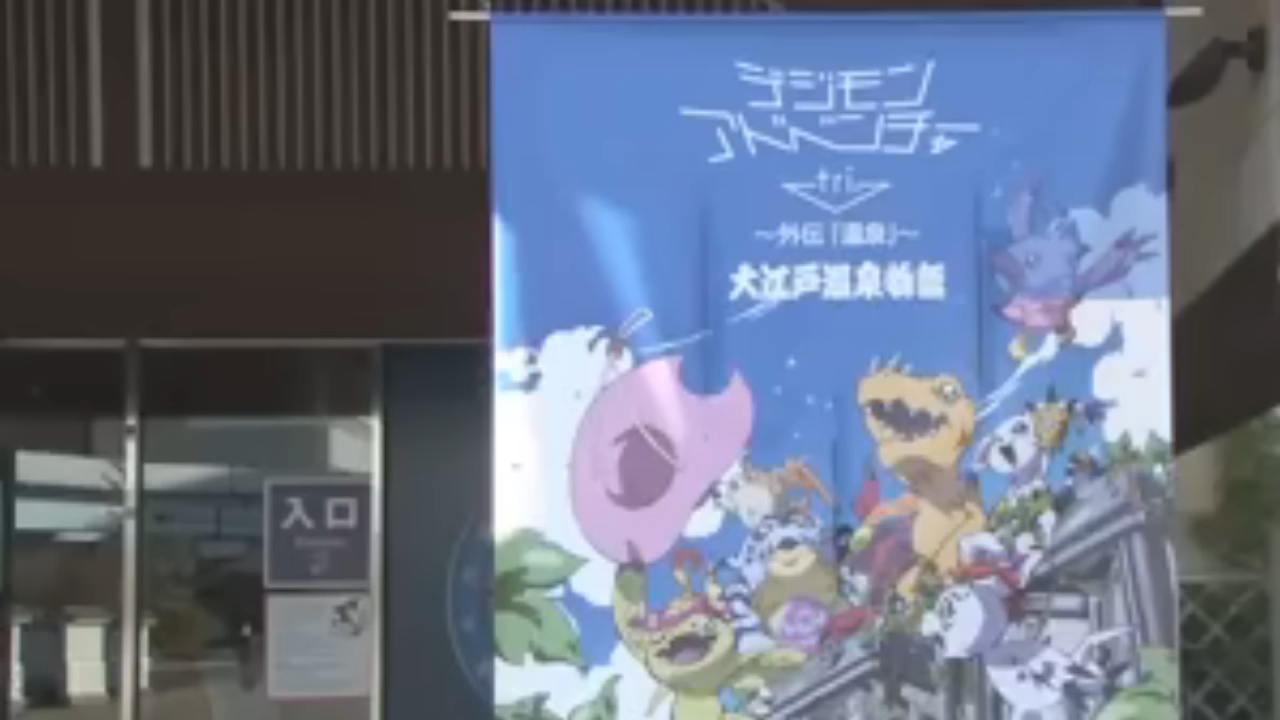 デジモン
アドベンチャー
tri.
〜外伝「温泉」〜
大江戸温泉物語
入口